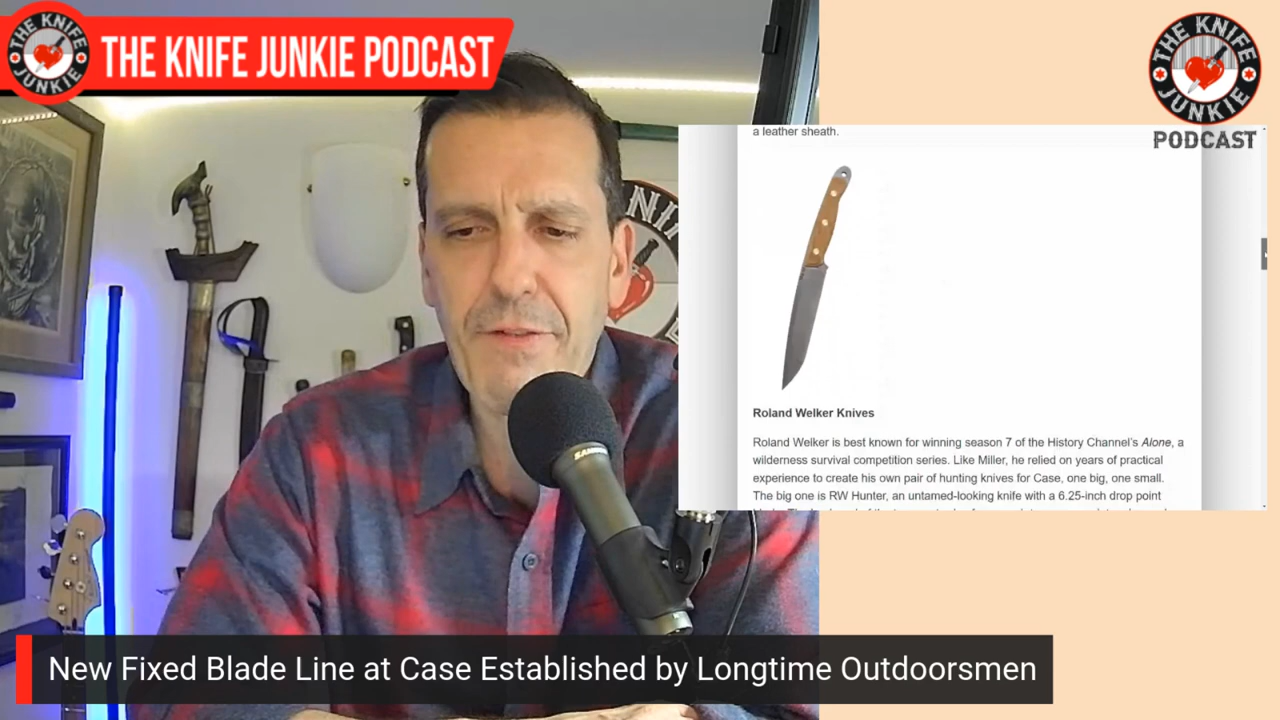 THE KNIFE JUNKIE
THE KNIFE JUNKIE PODCAST
THE KNIFE JUNKIE
PODCAST
a leather sheath.
Roland Welker Knives
Roland Welker is best known for winning season 7 of the History Channel's Alone, a
wilderness survival competition series. Like Miller, he relied on years of practical
experience to create his own pair of hunting knives for Case, one big, one small.
The big one is RW Hunter, an untamed-looking knife with a 6.25-inch drop point
New Fixed Blade Line at Case Established by Longtime Outdoorsmen